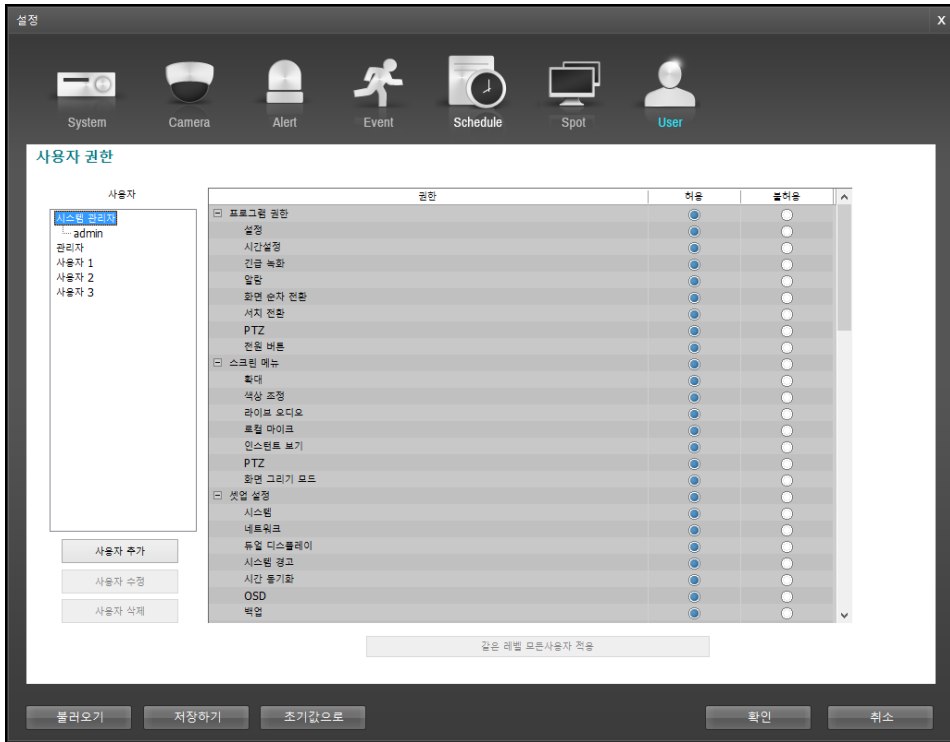 설정 X
System Camera Alert Event Schedule Spot User
사용자 권한
사용자 권한 허용 불허용
시스템 관리자
admin
관리자
사용자 1
사용자 2
사용자 3
프로그램 권한
설정
시간설정
긴급 녹화
알람
화면 순차 전환
서치 전환
PTZ
전원 버튼
스크린 메뉴
확대
색상 조정
라이브 오디오
로컬 마이크
인스턴트 보기
PTZ
화면 그리기 모드
셋업 설정
시스템
네트워크
듀얼 디스플레이
시스템 경고
시간 동기화
OSD
백업
사용자 추가
사용자 수정
사용자 삭제
같은 레벨 모든사용자 적용
불러오기 저장하기 초기값으로 확인 취소